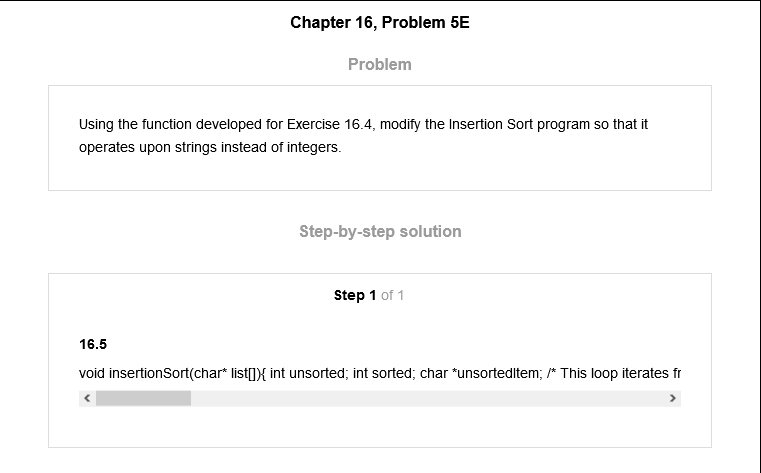 Chapter 16, Problem 5E
Problem
Using the function developed for Exercise 16.4, modify the Insertion Sort program so that it
operates upon strings instead of integers.
Step-by-step solution
Step 1 of 1
16.5
void insertionSort(char* list[]){ int unsorted; int sorted; char *unsortedItem; /* This loop iterates fr